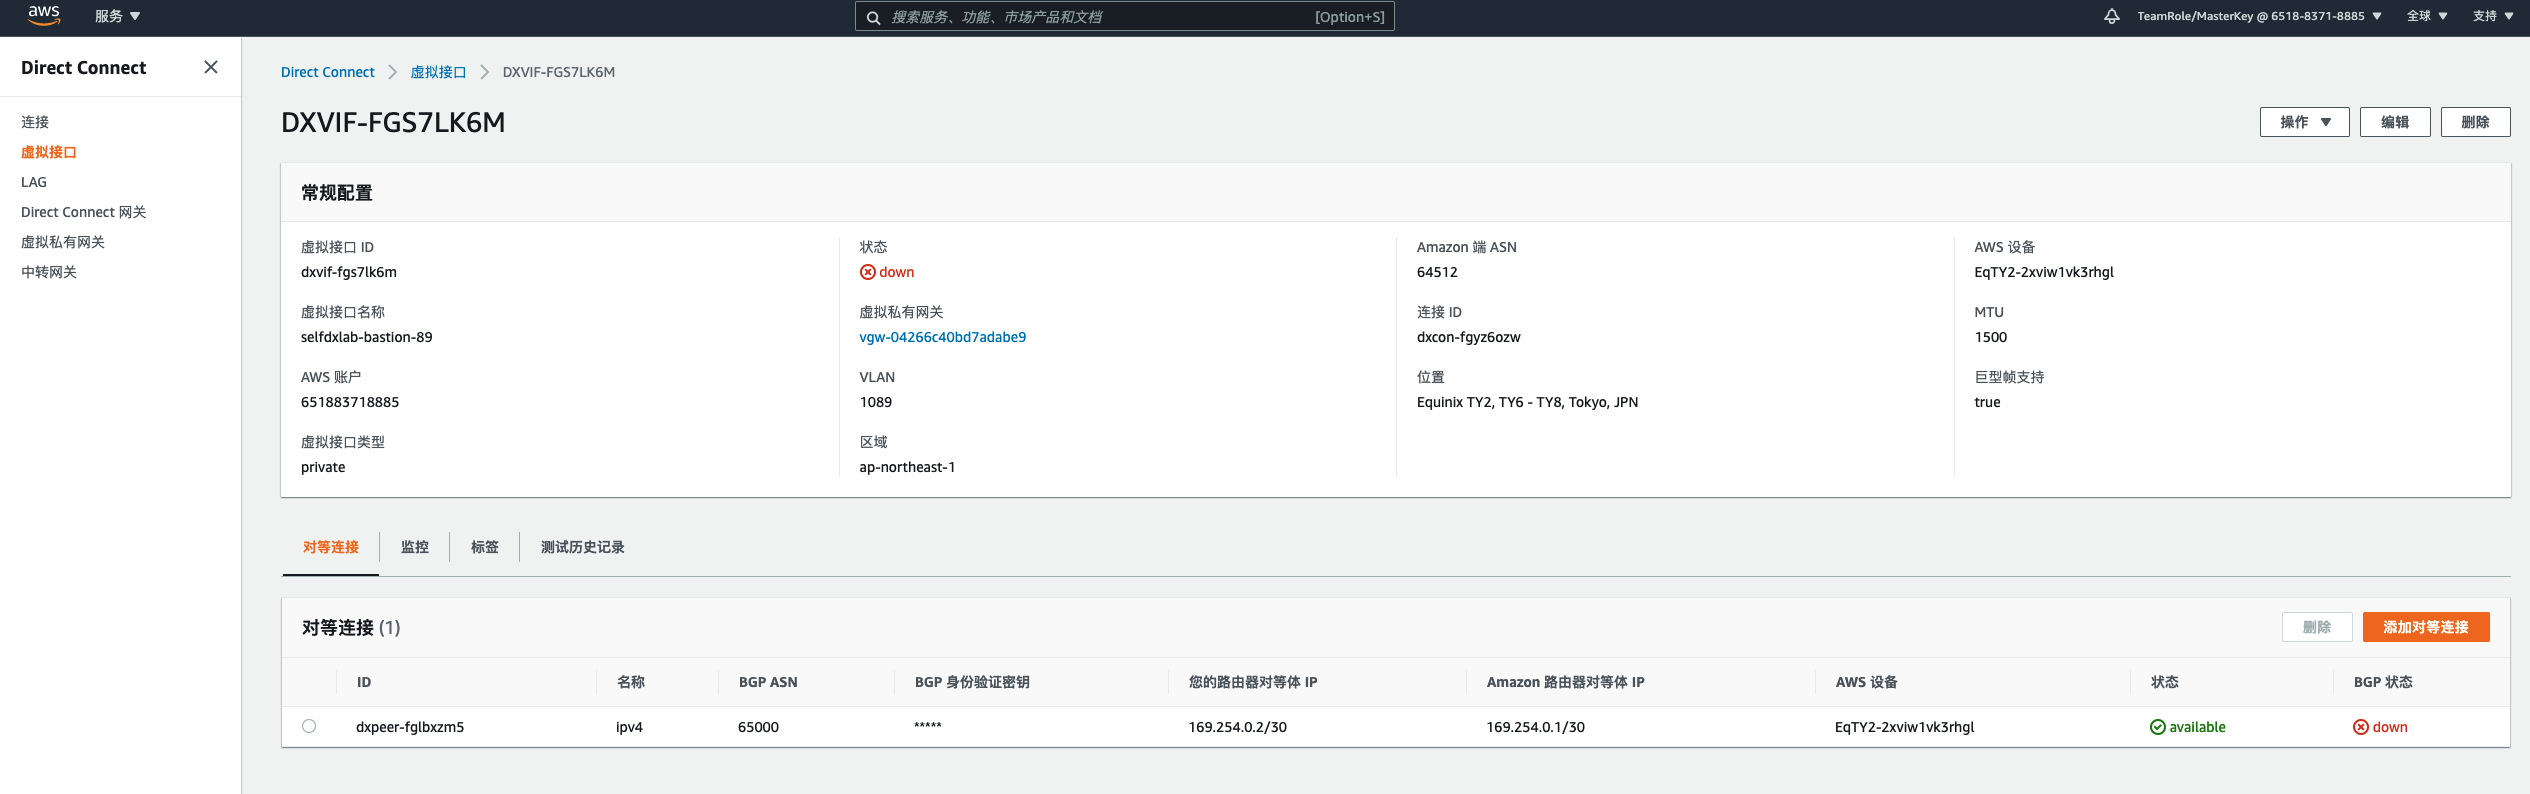 aws 服务 搜索服务、功能、市场产品和文档 [Option+S] TeamRole/MasterKey @ 6518-8371-8885 全球 支持
Direct Connect
连接
虚拟接口
LAG
Direct Connect 网关
虚拟私有网关
中转网关
Direct Connect 虚拟接口 DXVIF-FGS7LK6M
DXVIF-FGS7LK6M
操作 编辑 删除
常规配置
虚拟接口 ID
dxvif-fgs7lk6m
虚拟接口名称
selfdxlab-bastion-89
AWS 账户
651883718885
虚拟接口类型
private
状态
down
虚拟私有网关
vgw-04266c40bd7adabe9
VLAN
1089
区域
ap-northeast-1
Amazon 端 ASN
64512
连接 ID
dxcon-fgyz6ozw
位置
Equinix TY2, TY6 - TY8, Tokyo, JPN
AWS 设备
EqTY2-2xviw1vk3rhgl
MTU
1500
巨型帧支持
true
对等连接 监控 标签 测试历史记录
对等连接 (1)
删除 添加对等连接
ID 名称 BGP ASN BGP 身份验证密钥 您的路由器对等体 IP Amazon 路由器对等体 IP AWS 设备 状态 BGP 状态
dxpeer-fglbxzm5 ipv4 65000 ***** 169.254.0.2/30 169.254.0.1/30 EqTY2-2xviw1vk3rhgl available down